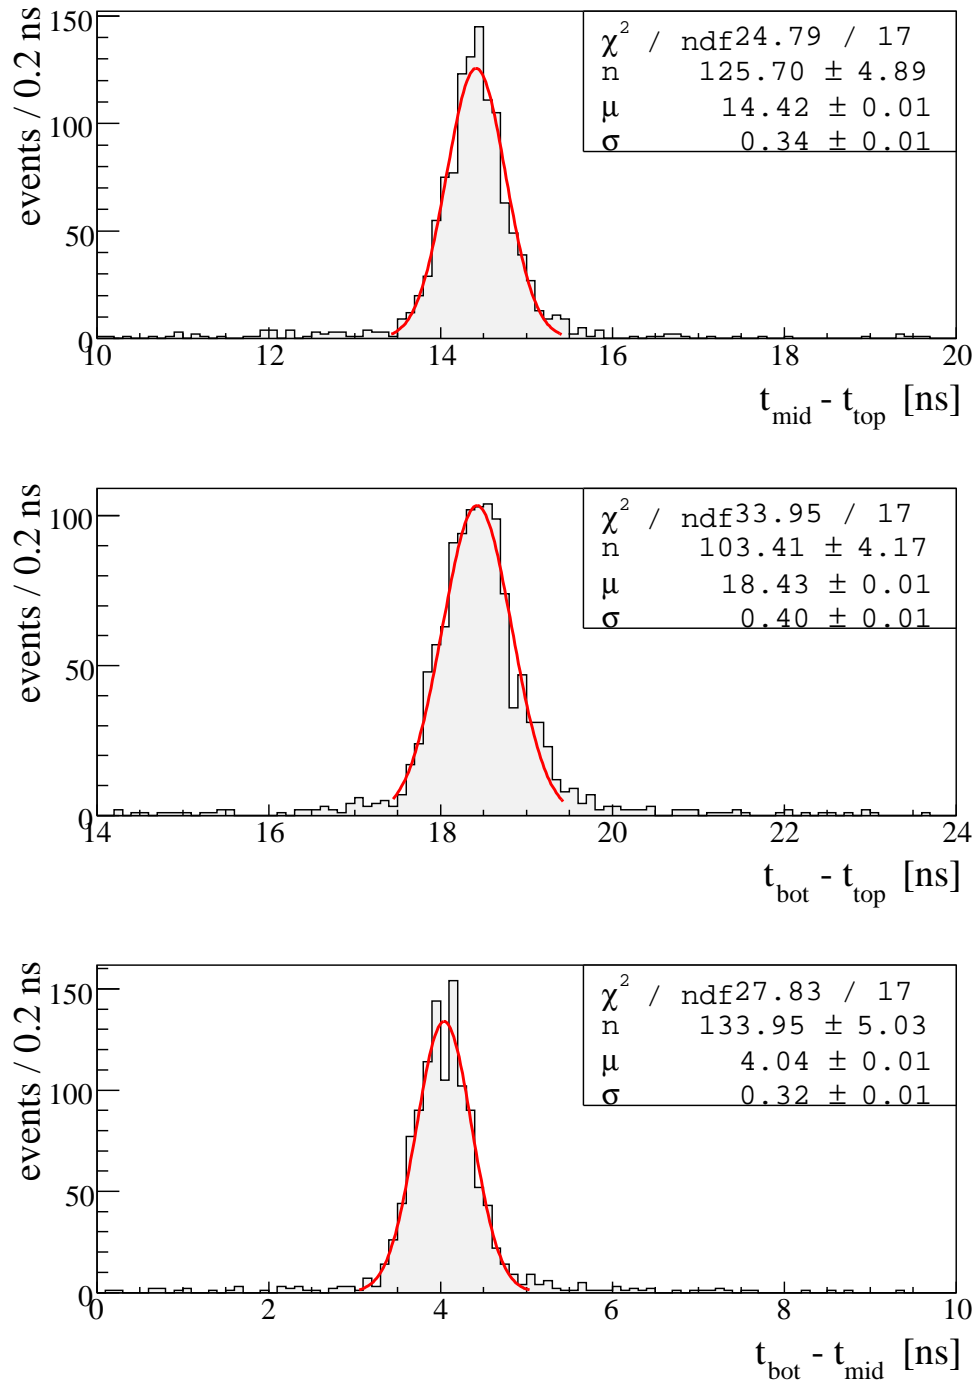 events / 0.2 ns
150
100
50
0
χ² / ndf 24.79 / 17
n 125.70 ± 4.89
μ 14.42 ± 0.01
σ 0.34 ± 0.01
10 12 14 16 18 20
t_mid - t_top [ns]
events / 0.2 ns
100
50
0
χ² / ndf 33.95 / 17
n 103.41 ± 4.17
μ 18.43 ± 0.01
σ 0.40 ± 0.01
14 16 18 20 22 24
t_bot - t_top [ns]
events / 0.2 ns
150
100
50
0
χ² / ndf 27.83 / 17
n 133.95 ± 5.03
μ 4.04 ± 0.01
σ 0.32 ± 0.01
0 2 4 6 8 10
t_bot - t_mid [ns]